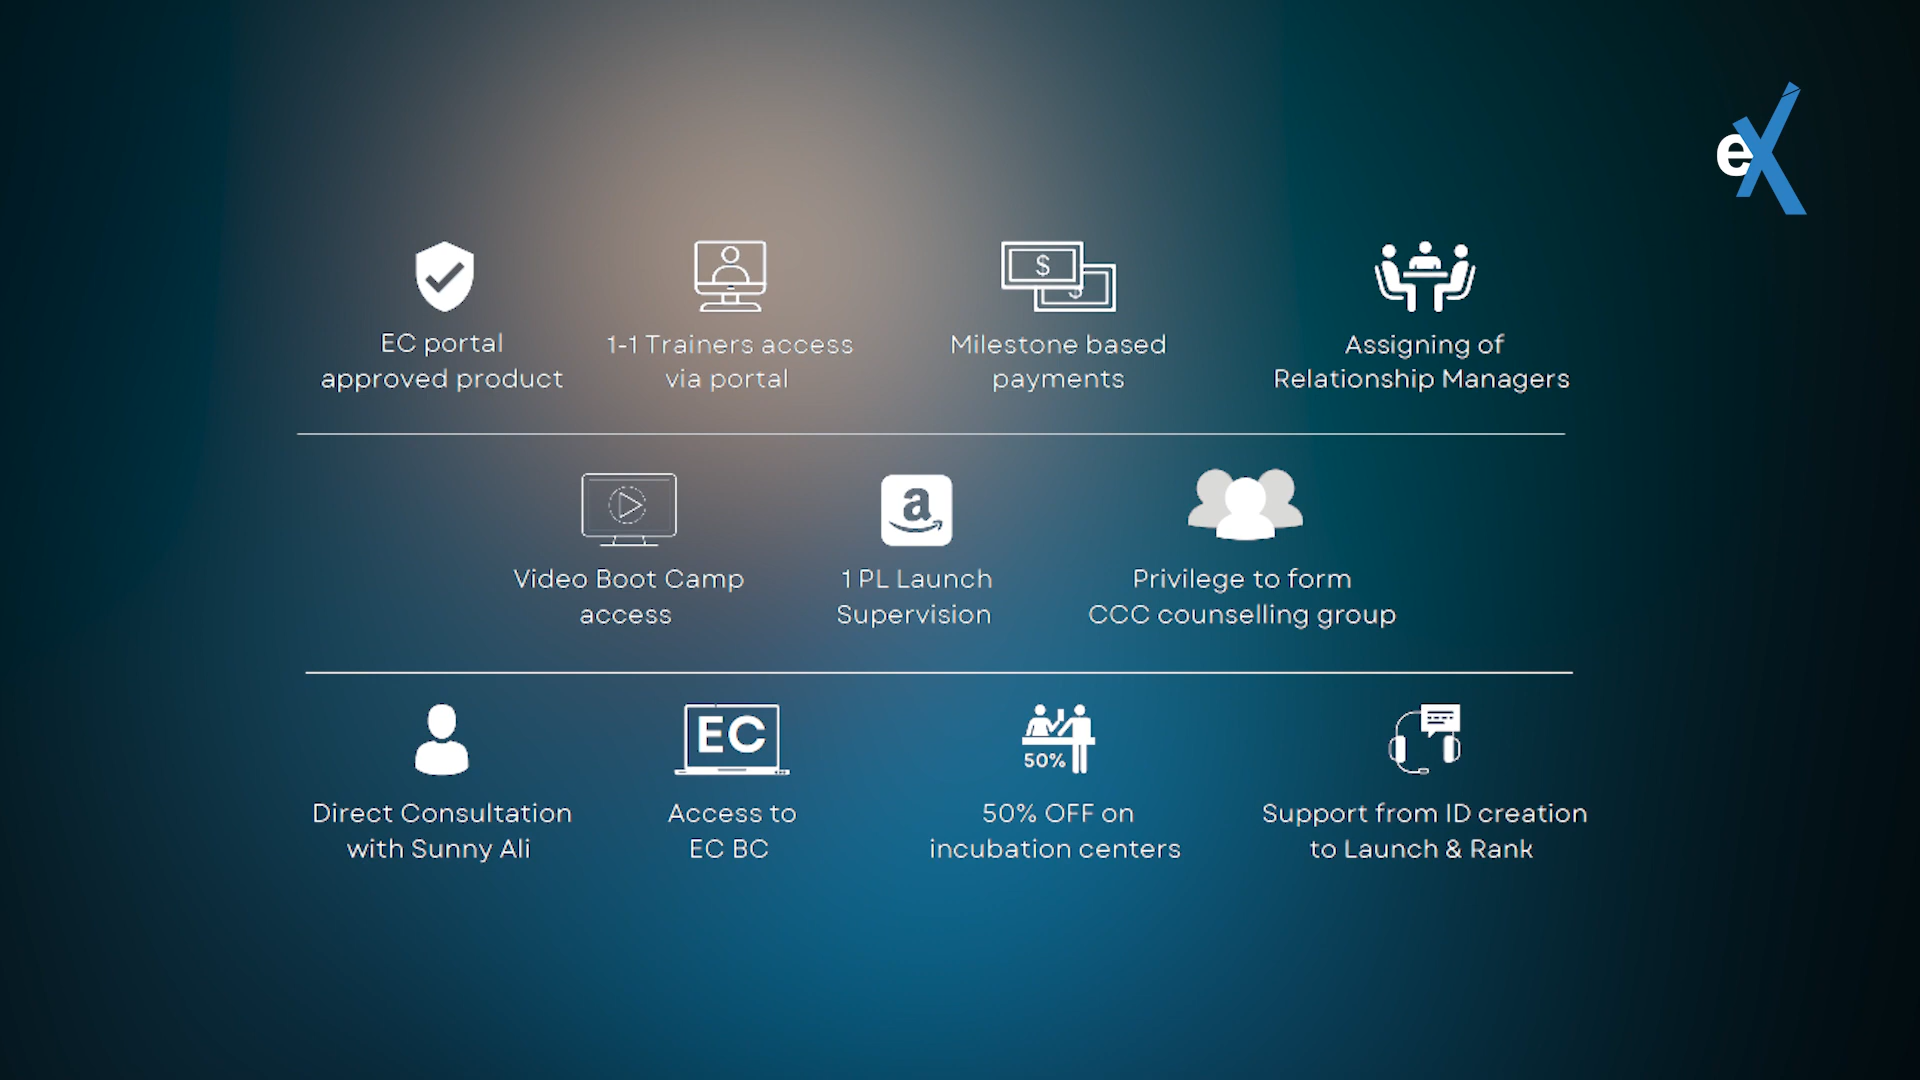 eX
EC portal
approved product
1-1 Trainers access
via portal
$
$
Milestone based
payments
Assigning of
Relationship Managers
Video Boot Camp
access
a
1 PL Launch
Supervision
Privilege to form
CCC counselling group
Direct Consultation
with Sunny Ali
EC
Access to
EC BC
50%
50% OFF on
incubation centers
Support from ID creation
to Launch & Rank